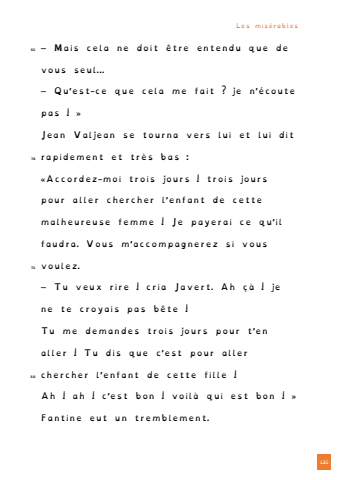 Les misérables
65 – Mais cela ne doit être entendu que de
vous seul...
– Qu'est-ce que cela me fait ? je n'écoute
pas ! »
Jean Valjean se tourna vers lui et lui dit
70 rapidement et très bas :
«Accordez-moi trois jours ! trois jours
pour aller chercher l'enfant de cette
malheureuse femme ! Je payerai ce qu'il
faudra. Vous m'accompagnerez si vous
75 voulez.
– Tu veux rire ! cria Javert. Ah çà ! je
ne te croyais pas bête !
Tu me demandes trois jours pour t'en
aller ! Tu dis que c'est pour aller
80 chercher l'enfant de cette fille !
Ah ! ah ! c'est bon ! voilà qui est bon ! »
Fantine eut un tremblement.